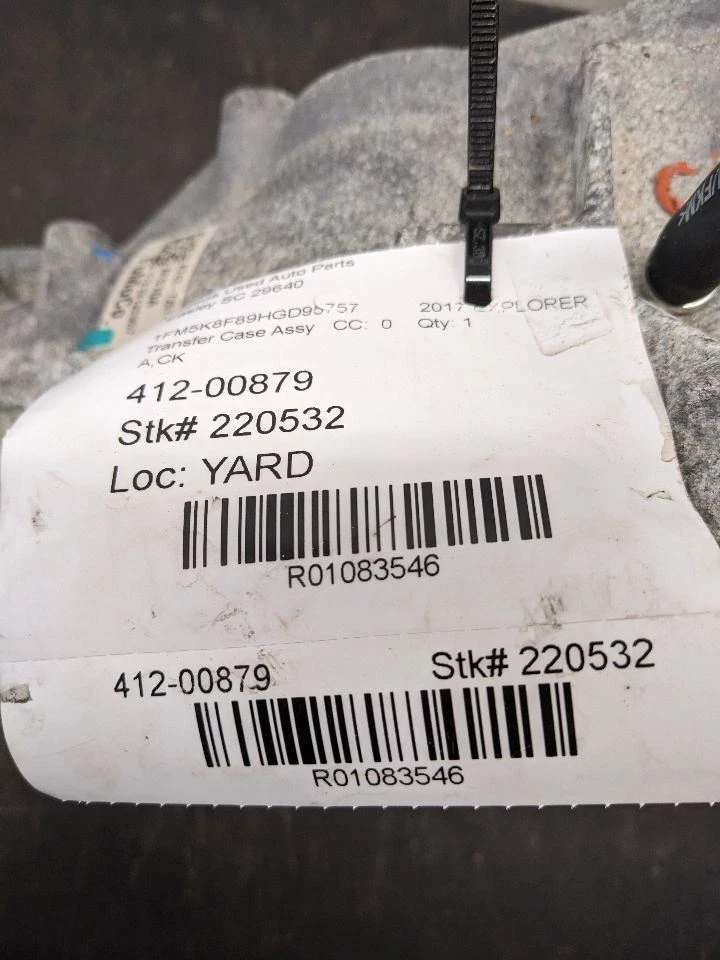 Used Auto Parts
SC 29640
1FM5K8F89HGD95757 2017 EXPLORER
Transfer Case Assy CC: 0 Qty: 1
A,CK
412-00879
Stk# 220532
Loc: YARD
R01083546
412-00879 Stk# 220532
R01083546